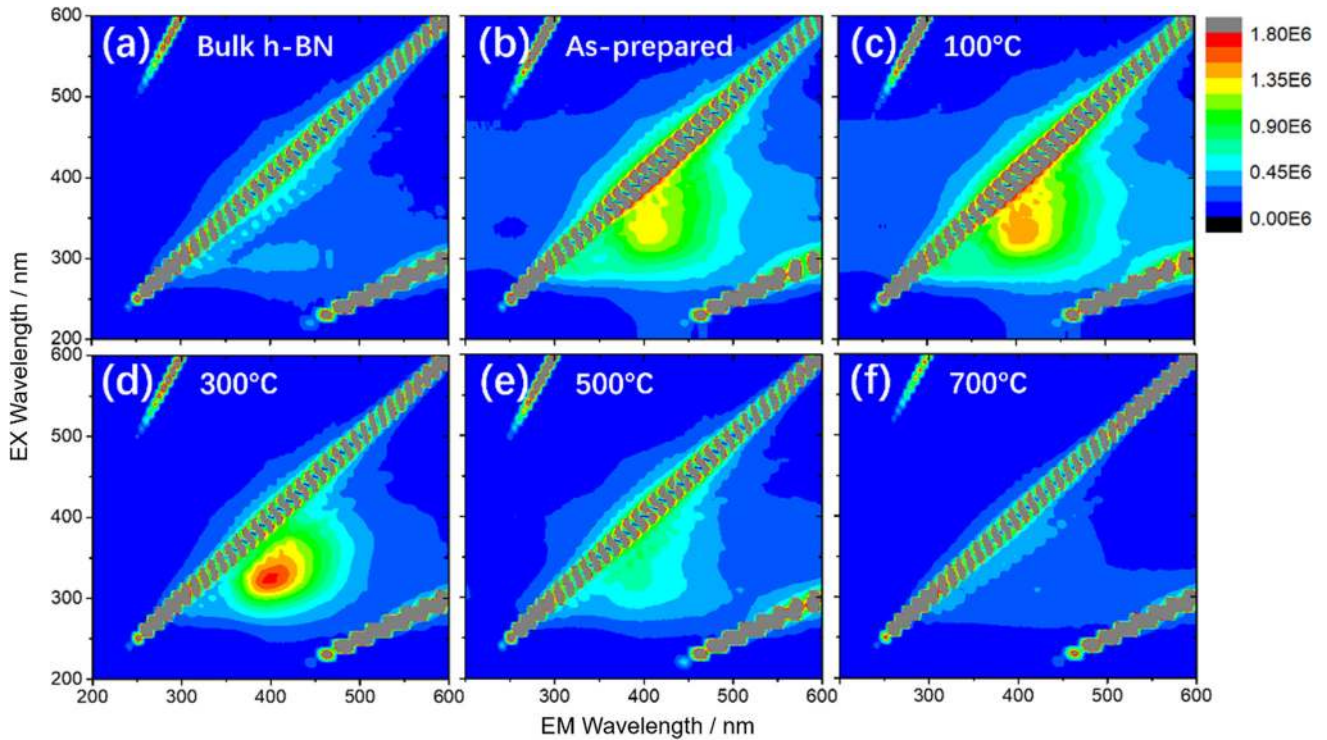 (a) Bulk h-BN
(b) As-prepared
(c) 100°C
1.80E6
1.35E6
0.90E6
0.45E6
0.00E6
600
500
400
300
200
(d) 300°C
(e) 500°C
(f) 700°C
600
500
400
300
200
EX Wavelength / nm
200 300 400 500 600 300 400 500 600 300 400 500 600
EM Wavelength / nm